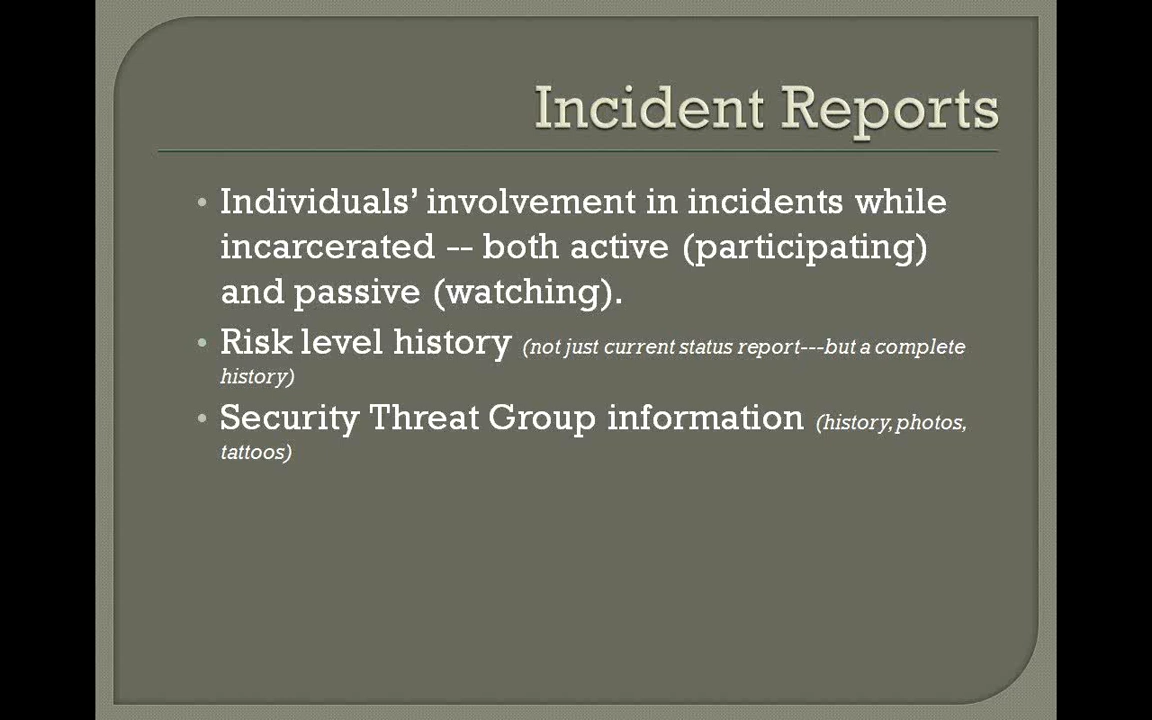 Incident Reports
• Individuals’ involvement in incidents while
incarcerated -- both active (participating)
and passive (watching).
• Risk level history (not just current status report---but a complete
history)
• Security Threat Group information (history, photos,
tattoos)